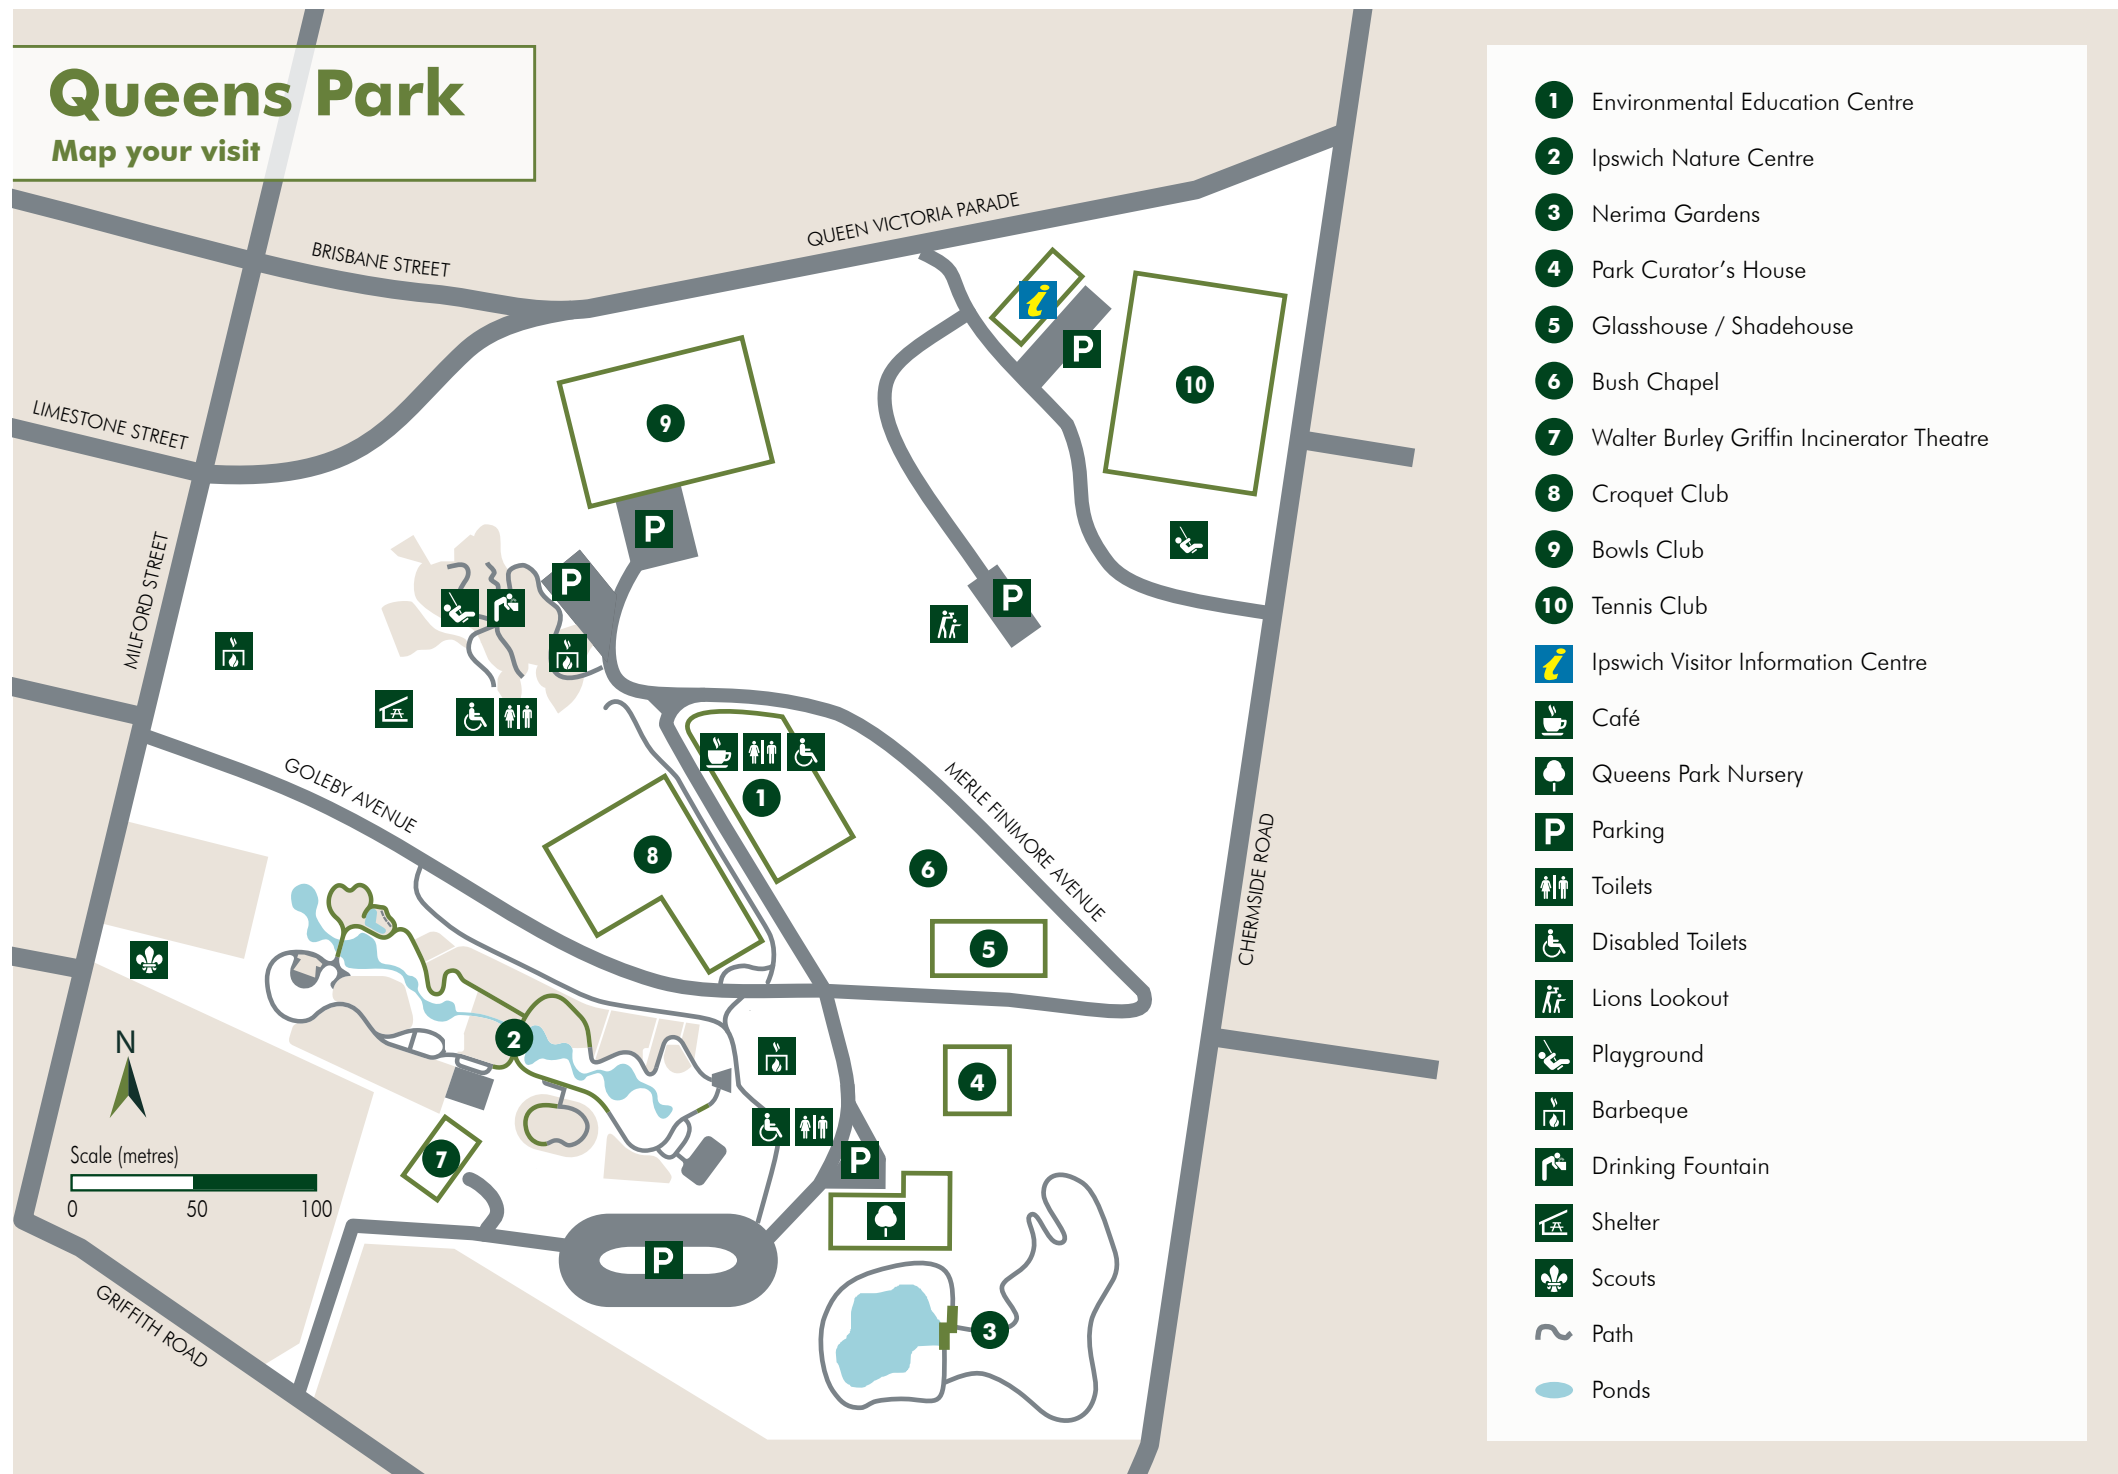 Queens Park
Map your visit
BRISBANE STREET
QUEEN VICTORIA PARADE
LIMESTONE STREET
MILFORD STREET
GOLEBY AVENUE
MERLE FINIMORE AVENUE
CHERMSIDE ROAD
GRIFFITH ROAD
i
P
10
9
P
P
P
1
8
6
5
2
4
7
P
P
3
N
Scale (metres)
0 50 100
1 Environmental Education Centre
2 Ipswich Nature Centre
3 Nerima Gardens
4 Park Curator's House
5 Glasshouse / Shadehouse
6 Bush Chapel
7 Walter Burley Griffin Incinerator Theatre
8 Croquet Club
9 Bowls Club
10 Tennis Club
i Ipswich Visitor Information Centre
Café
Queens Park Nursery
P Parking
Toilets
Disabled Toilets
Lions Lookout
Playground
Barbeque
Drinking Fountain
Shelter
Scouts
Path
Ponds